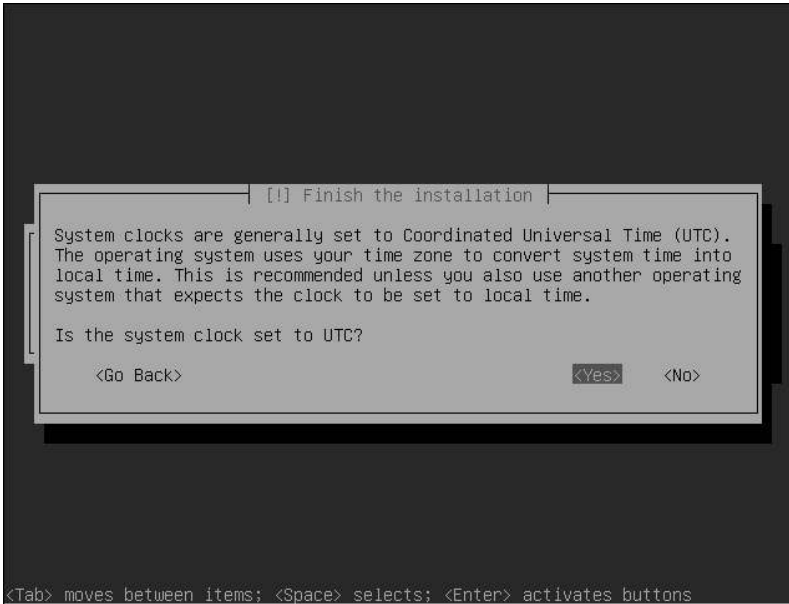 [!] Finish the installation
System clocks are generally set to Coordinated Universal Time (UTC).
The operating system uses your time zone to convert system time into
local time. This is recommended unless you also use another operating
system that expects the clock to be set to local time.
Is the system clock set to UTC?
<Go Back> <Yes> <No>
<Tab> moves between items; <Space> selects; <Enter> activates buttons